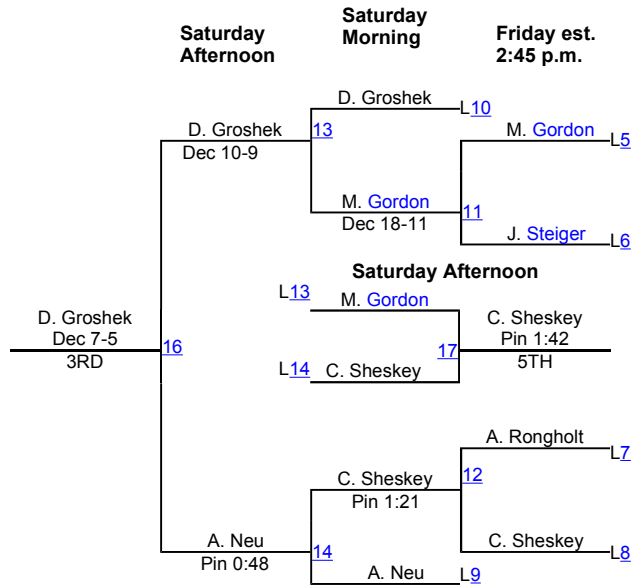 Saturday
Afternoon
Saturday
Morning
Friday est.
2:45 p.m.
D. Groshek
L10
D. Groshek
13
M. Gordon
L5
Dec 10-9
M. Gordon
11
Dec 18-11
J. Steiger
L6
Saturday Afternoon
L13
M. Gordon
D. Groshek
C. Sheskey
Dec 7-5
Pin 1:42
16
17
3RD
5TH
L14
C. Sheskey
A. Rongholt
L7
C. Sheskey
12
Pin 1:21
A. Neu
14
C. Sheskey
L8
Pin 0:48
A. Neu
L9